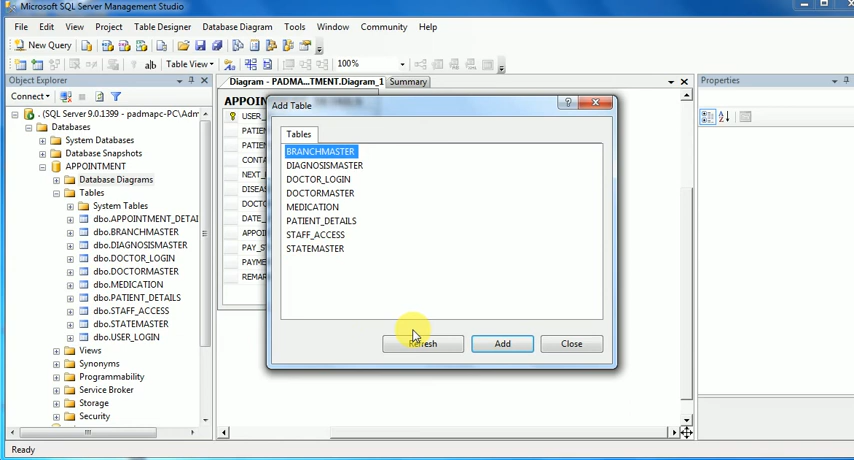 Microsoft SQL Server Management Studio
File Edit View Project Table Designer Database Diagram Tools Window Community Help
New Query
ab Table View 100%
Object Explorer
Diagram - PADMA...TMENT.Diagram_1 Summary
Properties
Connect
. (SQL Server 9.0.1399 - padmapc-PC\Adm
Databases
System Databases
Database Snapshots
APPOINTMENT
Database Diagrams
Tables
System Tables
dbo.APPOINTMENT_DETAI
dbo.BRANCHMASTER
dbo.DIAGNOSISMASTER
dbo.DOCTOR_LOGIN
dbo.DOCTORMASTER
dbo.MEDICATION
dbo.PATIENT_DETAILS
dbo.STAFF_ACCESS
dbo.STATEMASTER
dbo.USER_LOGIN
Views
Synonyms
Programmability
Service Broker
Storage
Security
APPOI
USER_
PATIEN
PATIEN
CONTA
NEXT_
DISEAS
DOCTO
DATE_
APPOI
PAY_S
PAYME
REMAR
Add Table
Tables
BRANCHMASTER
DIAGNOSISMASTER
DOCTOR_LOGIN
DOCTORMASTER
MEDICATION
PATIENT_DETAILS
STAFF_ACCESS
STATEMASTER
Refresh Add Close
Ready